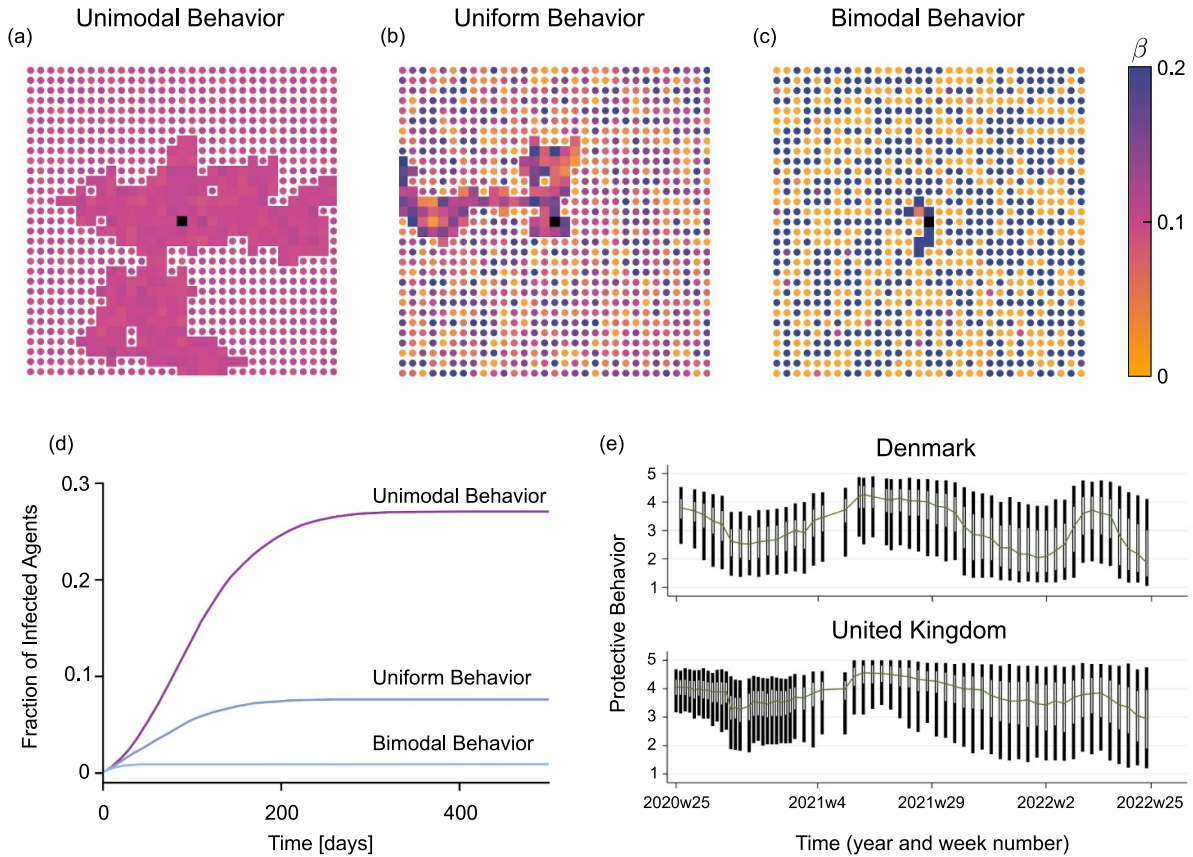 Unimodal Behavior
Uniform Behavior
Bimodal Behavior
(a)
(b)
(c)
β
0.2
0.1
0
(d)
0.3
0.2
0.1
0
Fraction of Infected Agents
Unimodal Behavior
Uniform Behavior
Bimodal Behavior
0
200
400
Time [days]
(e)
Denmark
5
4
3
2
1
Protective Behavior
United Kingdom
5
4
3
2
1
2020w25
2021w4
2021w29
2022w2
2022w25
Time (year and week number)